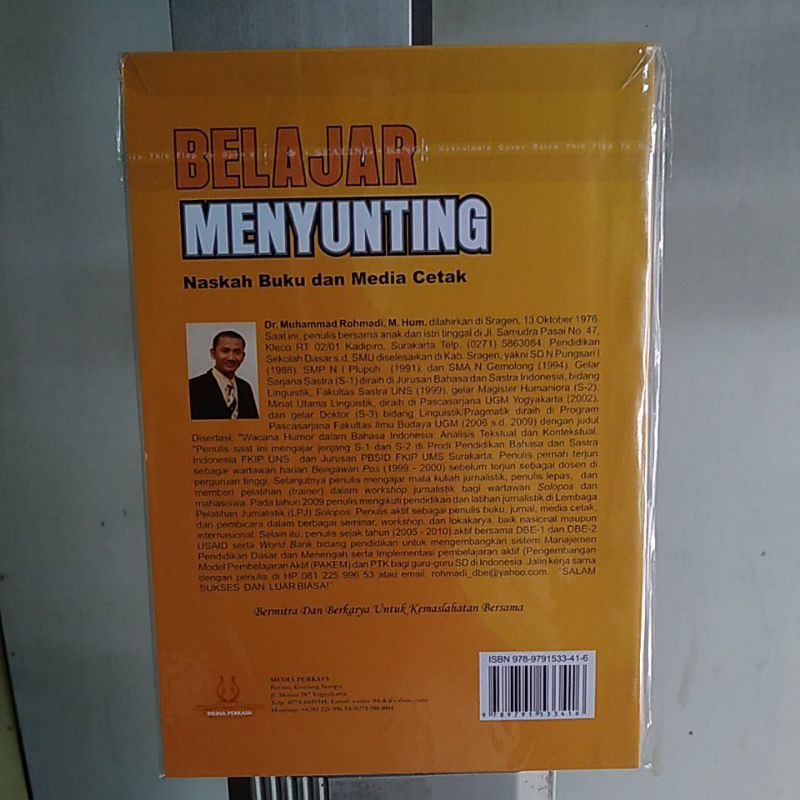 BELAJAR
SEALING KING
Resealable Cover Raise This Flap To
MENYUNTING
Naskah Buku dan Media Cetak
Dr. Muhammad Rohmadi, M. Hum. dilahirkan di Sragen, 13 Oktober 1976.
Saat ini, penulis bersama anak dan istri tinggal di Jl. Samudra Pasai No. 47,
Kleco RT 02/01 Kadipiro, Surakarta Telp. (0271) 5863084. Pendidikan
Sekolah Dasar s.d. SMU diselesaikan di Kab. Sragen, yakni SD N Pungsari I
(1988), SMP N I Plupuh (1991), dan SMA N Gemolong (1994). Gelar
Sarjana Sastra (S-1) diraih di Jurusan Bahasa dan Sastra Indonesia, bidang
Linguistik, Fakultas Sastra UNS (1999), gelar Magister Humaniora (S-2),
Minat Utama Linguistik, diraih di Pascasarjana UGM Yogyakarta (2002),
dan gelar Doktor (S-3) bidang Linguistik/Pragmatik diraih di Program
Pascasarjana Fakultas Ilmu Budaya UGM (2006 s.d. 2009) dengan judul
Disertasi, "Wacana Humor dalam Bahasa Indonesia: Analisis Tekstual dan Kontekstual.
"Penulis saat ini mengajar jenjang S-1 dan S-2 di Prodi Pendidikan Bahasa dan Sastra
Indonesia FKIP UNS dan Jurusan PBSID FKIP UMS Surakarta. Penulis pernah terjun
sebagai wartawan harian Bengawan Pos (1999 - 2000) sebelum terjun sebagai dosen di
perguruan tinggi. Selanjutnya penulis mengajar mata kuliah jurnalistik, penulis lepas, dan
memberi pelatihan (trainer) dalam workshop jurnalistik bagi wartawan Solopos dan
mahasiswa. Pada tahun 2009 penulis mengikuti pendidikan dan latihan jurnalistik di Lembaga
Pelatihan Jurnalistik (LPJ) Solopos. Penulis aktif sebagai penulis buku, jurnal, media cetak,
dan pembicara dalam berbagai seminar, workshop, dan lokakarya, baik nasional maupun
internasional. Selain itu, penulis sejak tahun (2005 - 2010) aktif bersama DBE-1 dan DBE-2
USAID serta World Bank bidang pendidikan untuk mengembangkan sistem Manajemen
Pendidikan Dasar dan Menengah serta Implementasi pembelajaran aktif (Pengembangan
Model Pembelajaran Aktif (PAKEM) dan PTK bagi guru-guru SD di Indonesia. Jalin kerja sama
dengan penulis di HP 081 225 996 53 atau email, rohmadi_dbe@yahoo.com. "SALAM
SUKSES DAN LUAR BIASA!"
Bermitra Dan Berkarya Untuk Kemaslahatan Bersama
ISBN 978-9791533-41-6
9 789791 533416
MEDIA PERKASA
Yogyakarta
MEDIA PERKASA